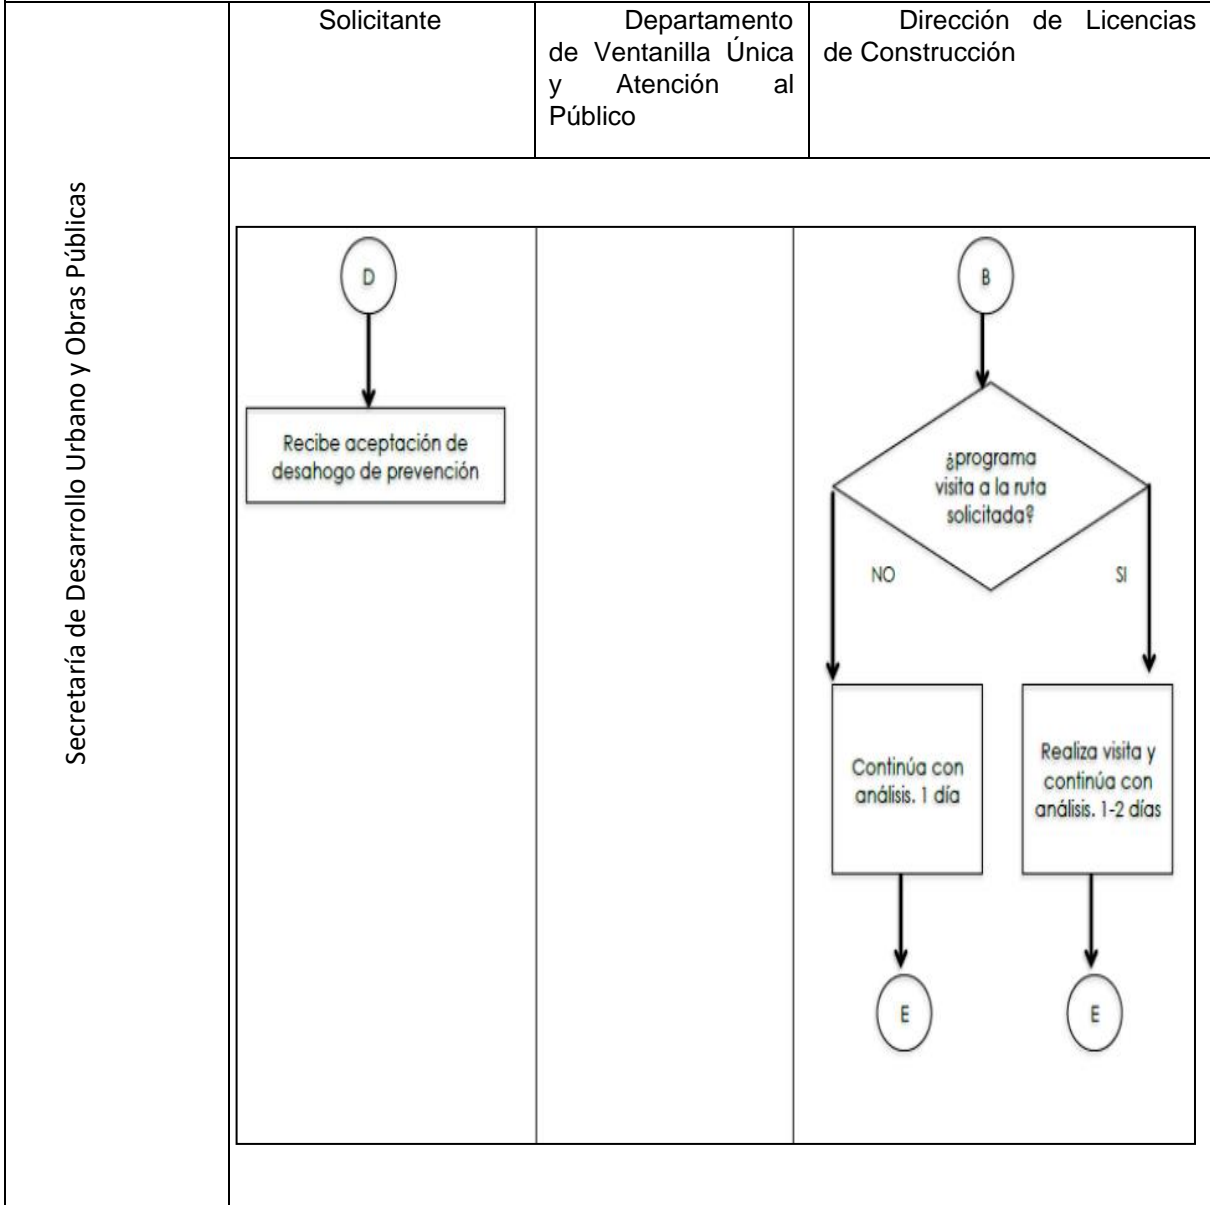 Solicitante
Departamento
de Ventanilla Única
y Atención al
Público
Dirección de Licencias
de Construcción
Secretaría de Desarrollo Urbano y Obras Públicas
D
Recibe aceptación de
desahogo de prevención
B
¿programa
visita a la ruta
solicitada?
NO
SI
Continúa con
análisis. 1 día
Realiza visita y
continúa con
análisis. 1-2 días
E
E